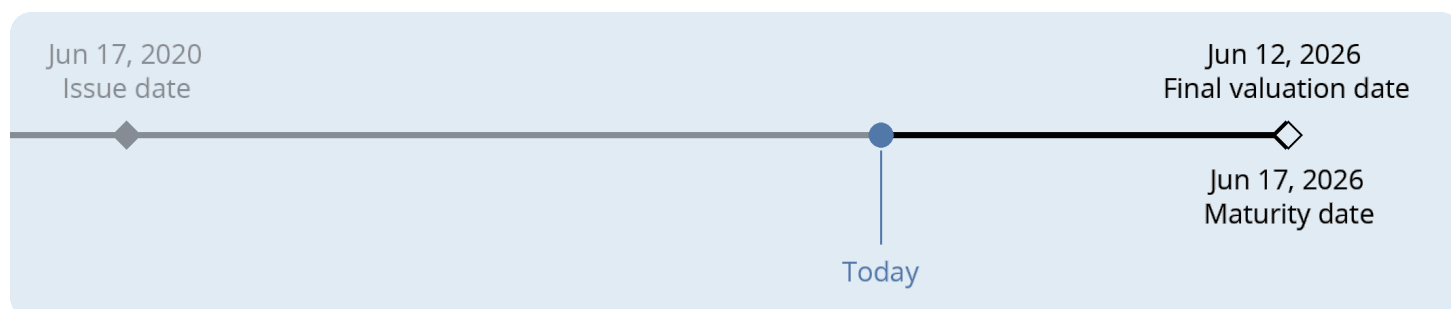 Jun 17, 2020
Issue date
Jun 12, 2026
Final valuation date
Jun 17, 2026
Maturity date
Today